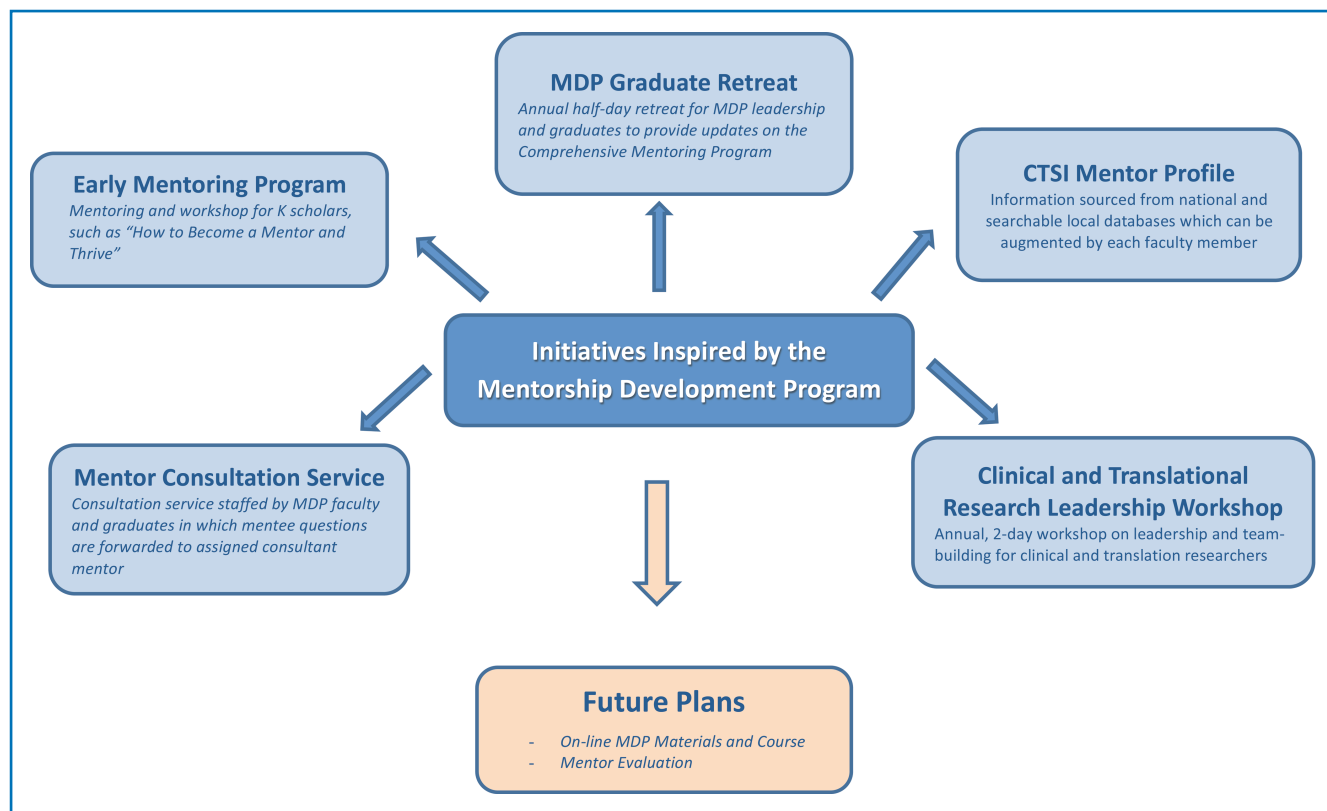 MDP Graduate Retreat
Annual half-day retreat for MDP leadership
and graduates to provide updates on the
Comprehensive Mentoring Program
Early Mentoring Program
Mentoring and workshop for K scholars,
such as “How to Become a Mentor and
Thrive”
CTSI Mentor Profile
Information sourced from national and
searchable local databases which can be
augmented by each faculty member
Initiatives Inspired by the
Mentorship Development Program
Mentor Consultation Service
Consultation service staffed by MDP faculty
and graduates in which mentee questions
are forwarded to assigned consultant
mentor
Clinical and Translational
Research Leadership Workshop
Annual, 2-day workshop on leadership and team-
building for clinical and translation researchers
Future Plans
- On-line MDP Materials and Course
- Mentor Evaluation